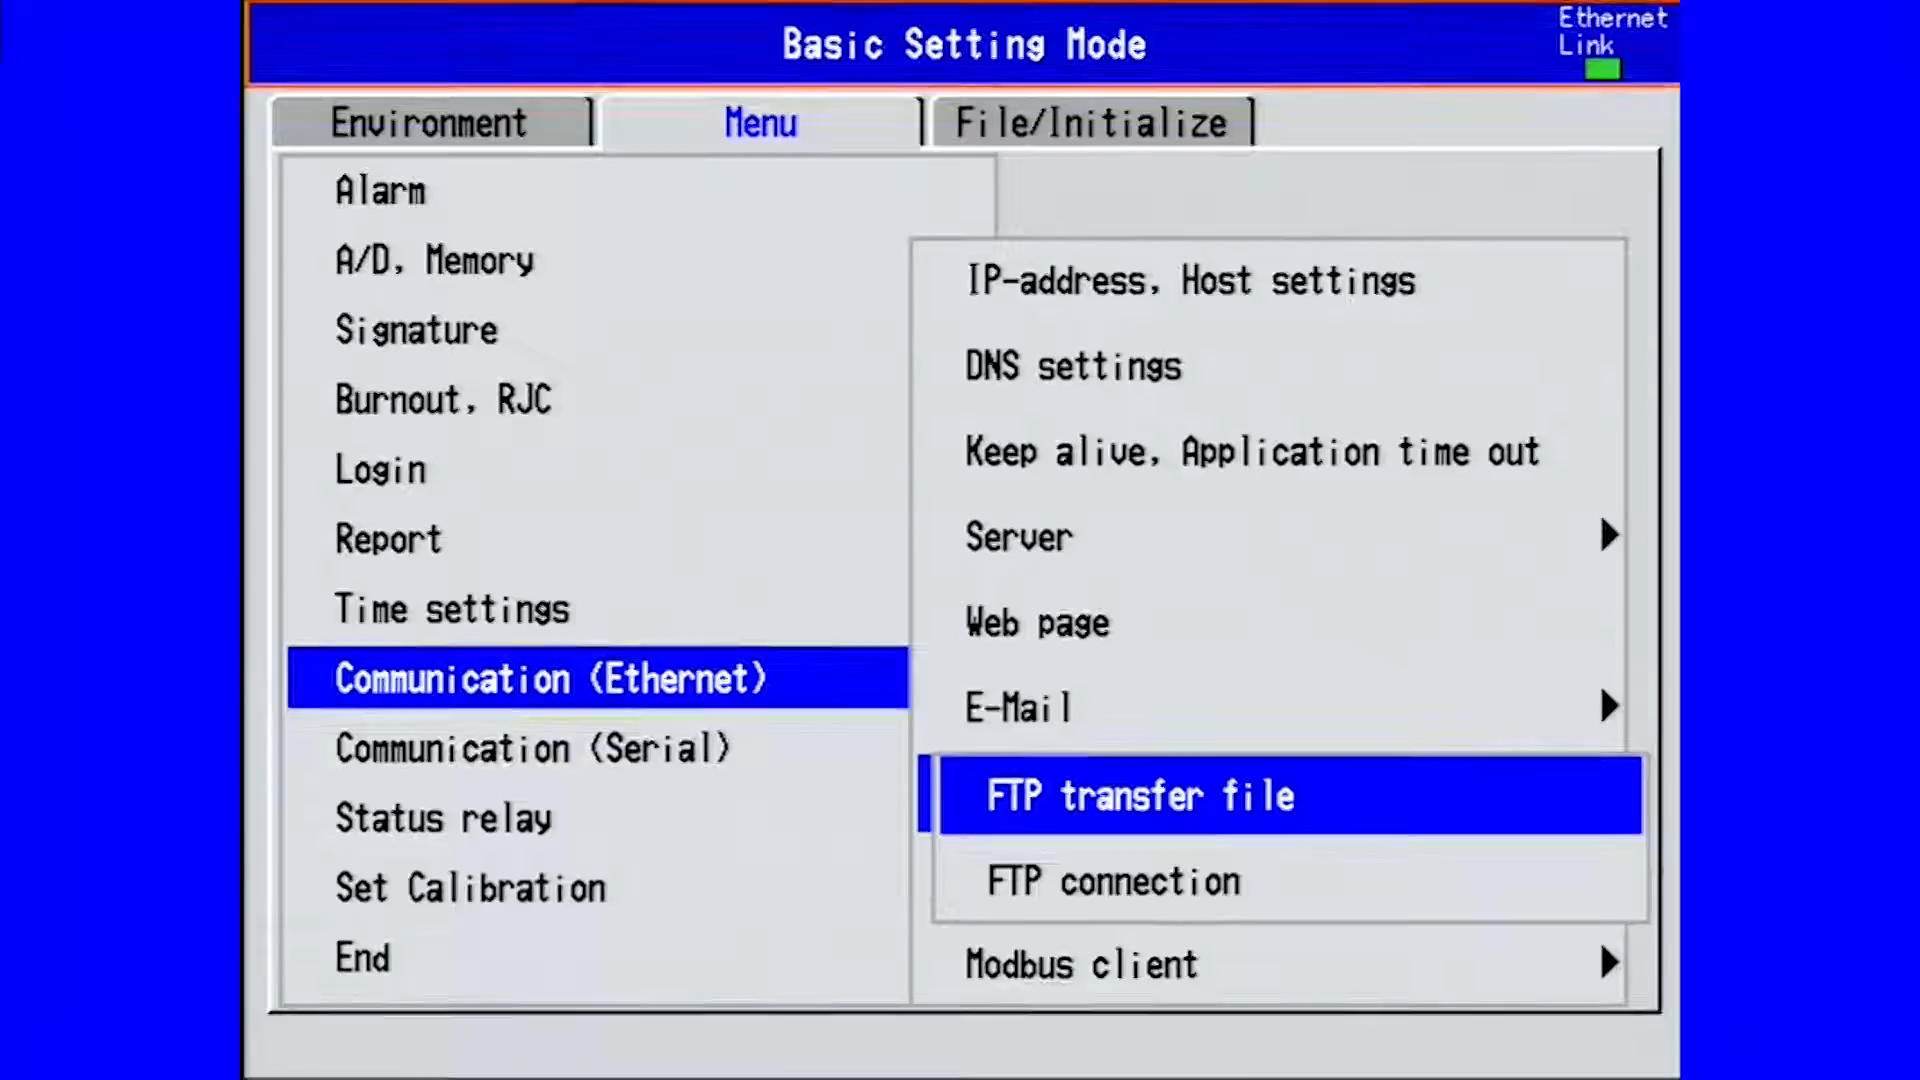 Basic Setting Mode
Ethernet
Link
Environment
Menu
File/Initialize
Alarm
A/D, Memory
Signature
Burnout, RJC
Login
Report
Time settings
Communication (Ethernet)
Communication (Serial)
Status relay
Set Calibration
End
IP-address, Host settings
DNS settings
Keep alive, Application time out
Server
Web page
E-Mail
FTP transfer file
FTP connection
Modbus client